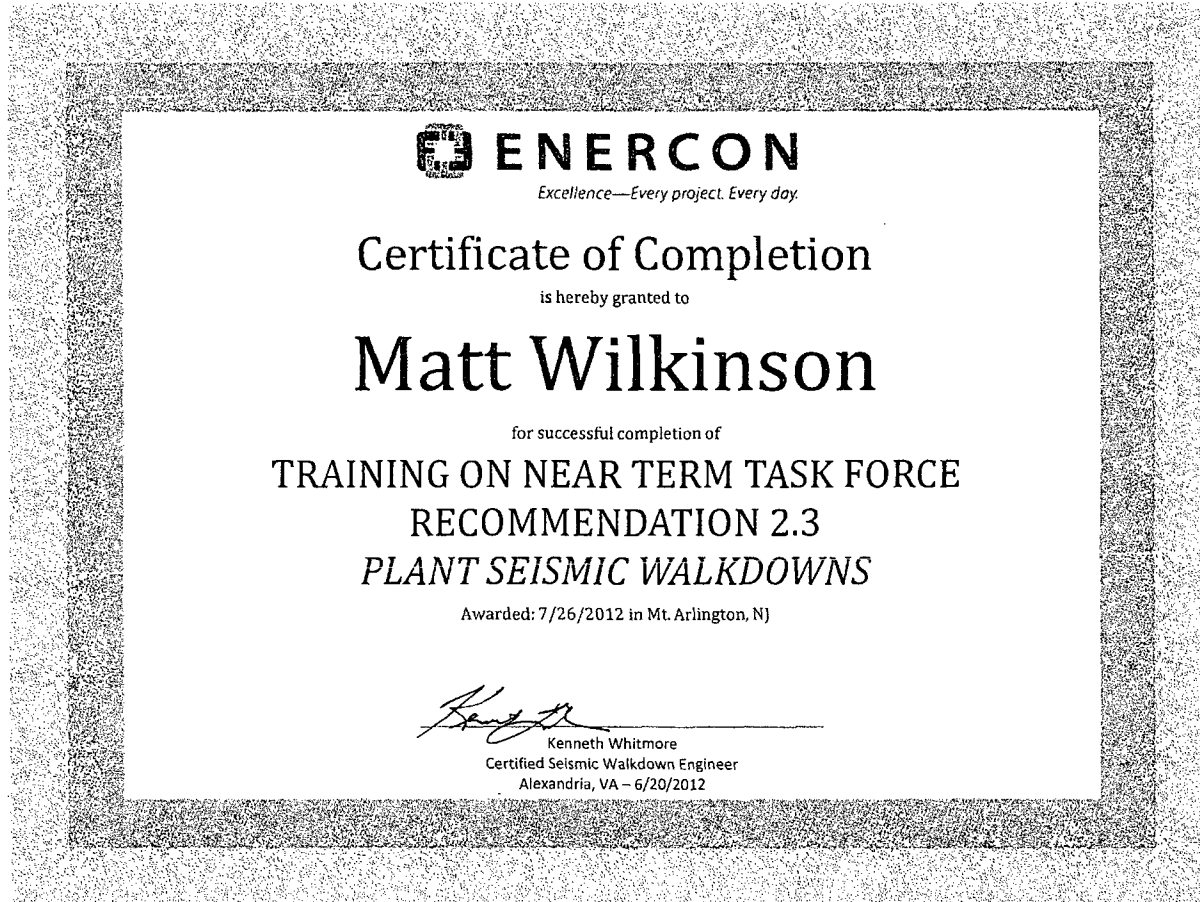 ENERCON
Excellence—Every project. Every day.
Certificate of Completion
is hereby granted to
Matt Wilkinson
for successful completion of
TRAINING ON NEAR TERM TASK FORCE
RECOMMENDATION 2.3
PLANT SEISMIC WALKDOWNS
Awarded: 7/26/2012 in Mt. Arlington, NJ
Kenneth Whitmore
Certified Seismic Walkdown Engineer
Alexandria, VA – 6/20/2012